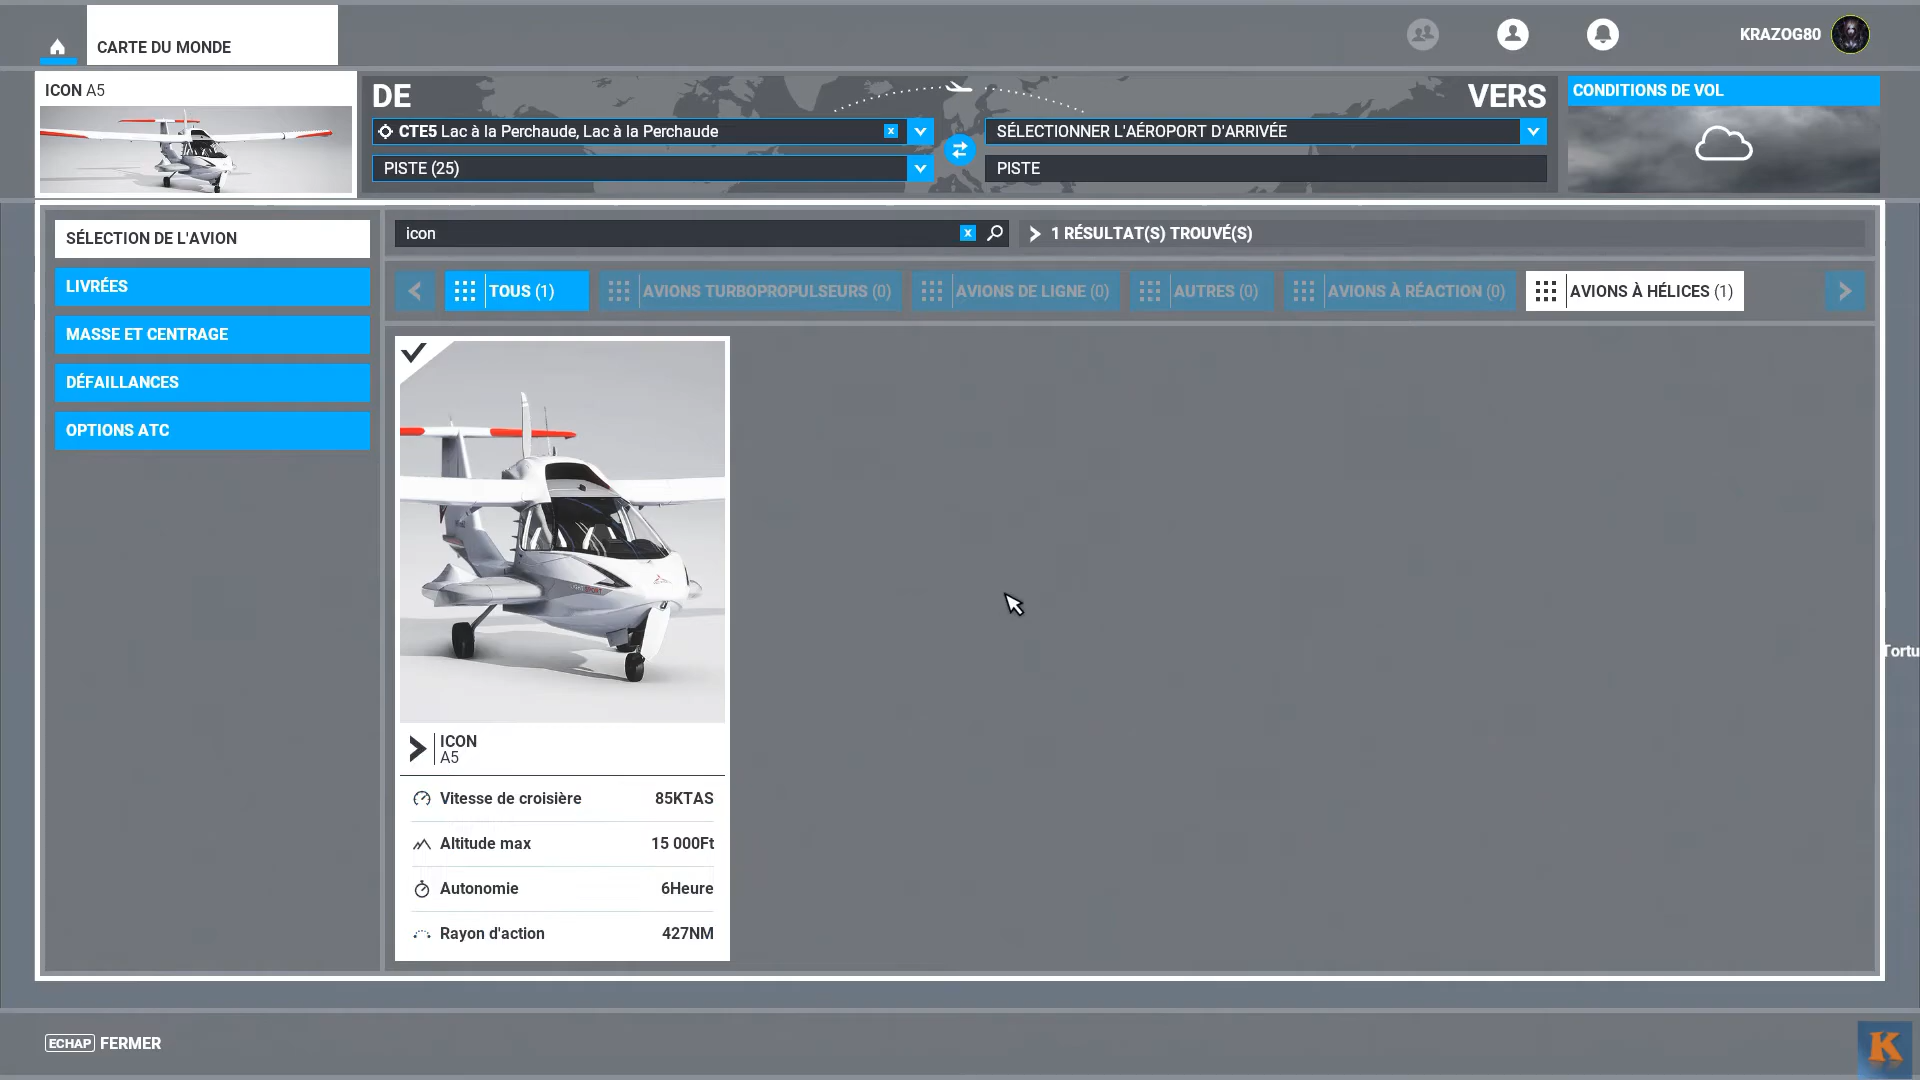 CARTE DU MONDE
KRAZOG80
ICON A5
DE
VERS
CTE5 Lac à la Perchaude, Lac à la Perchaude
x
SÉLECTIONNER L'AÉROPORT D'ARRIVÉE
PISTE (25)
PISTE
CONDITIONS DE VOL
SÉLECTION DE L'AVION
LIVRÉES
MASSE ET CENTRAGE
DÉFAILLANCES
OPTIONS ATC
icon
x
1 RÉSULTAT(S) TROUVÉ(S)
TOUS (1)
AVIONS TURBOPROPULSEURS (0)
AVIONS DE LIGNE (0)
AUTRES (0)
AVIONS À RÉACTION (0)
AVIONS À HÉLICES (1)
ICON
A5
Vitesse de croisière 85KTAS
Altitude max 15 000Ft
Autonomie 6Heure
Rayon d'action 427NM
Tortu
ECHAP FERMER
K